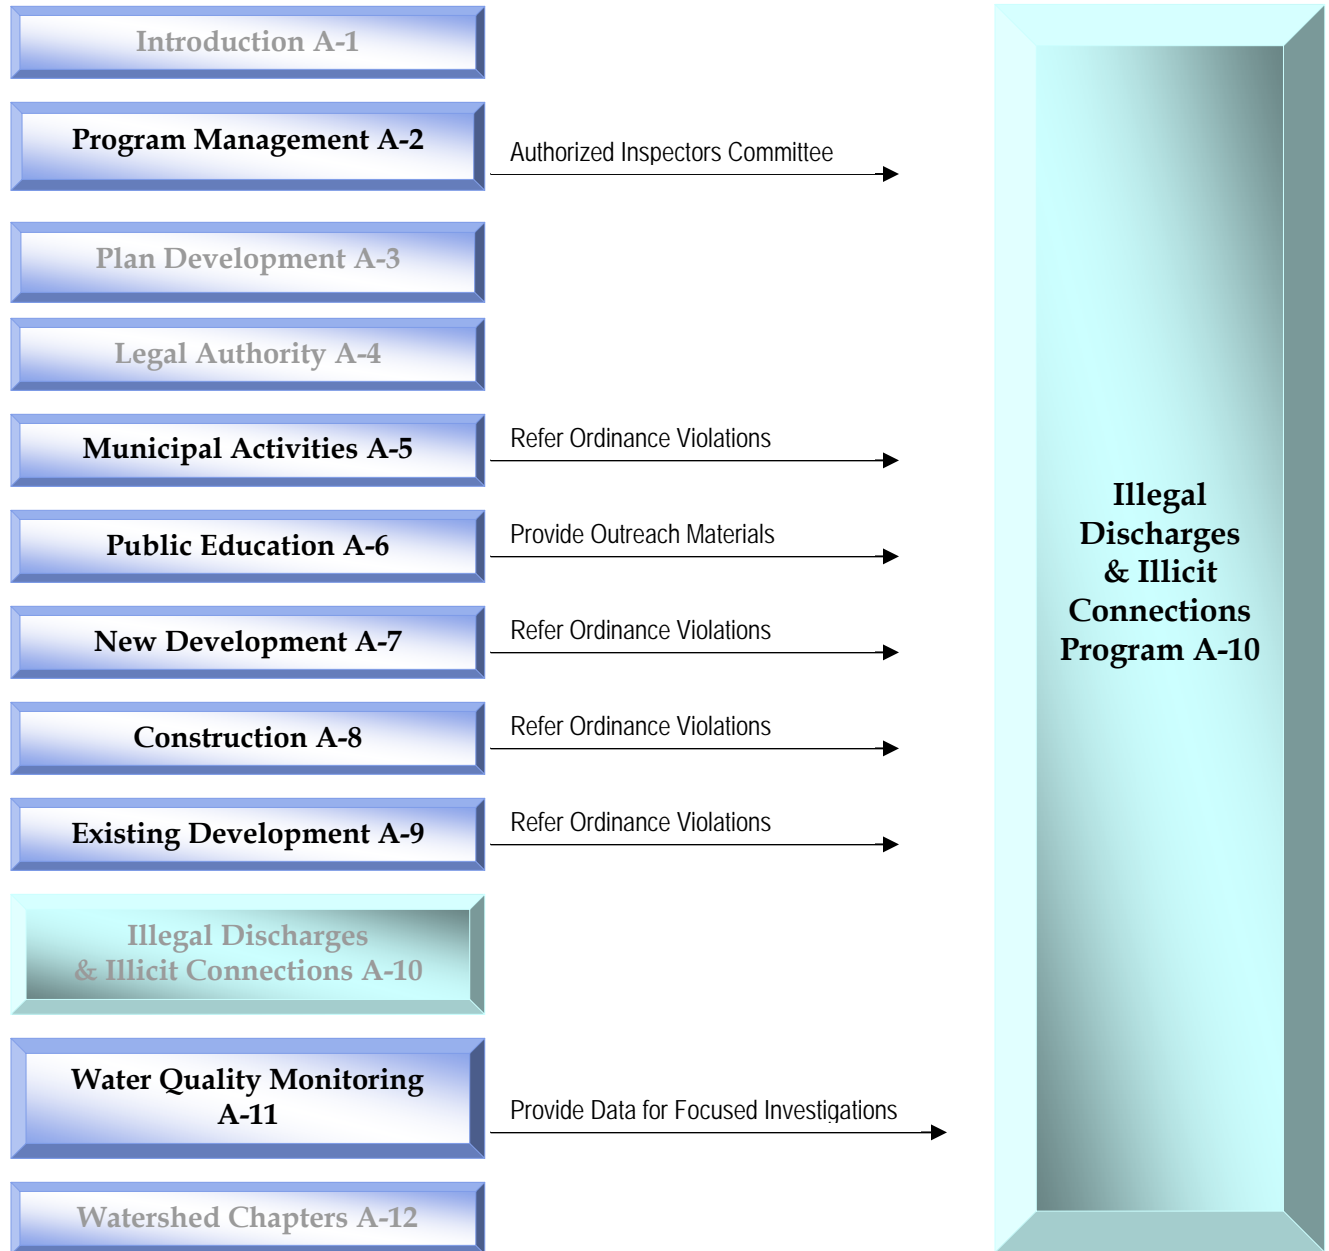 Introduction A-1
Program Management A-2
Authorized Inspectors Committee
Plan Development A-3
Legal Authority A-4
Municipal Activities A-5
Refer Ordinance Violations
Public Education A-6
Provide Outreach Materials
New Development A-7
Refer Ordinance Violations
Construction A-8
Refer Ordinance Violations
Existing Development A-9
Refer Ordinance Violations
Illegal Discharges
& Illicit Connections A-10
Water Quality Monitoring
A-11
Provide Data for Focused Investigations
Watershed Chapters A-12
Illegal
Discharges
& Illicit
Connections
Program A-10